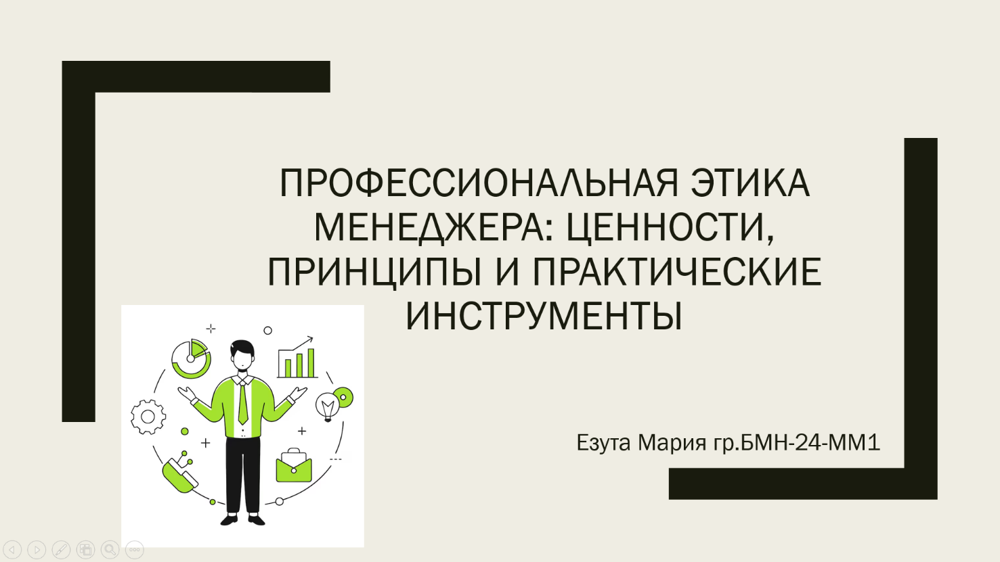 ПРОФЕССИОНАЛЬНАЯ ЭТИКА
МЕНЕДЖЕРА: ЦЕННОСТИ,
ПРИНЦИПЫ И ПРАКТИЧЕСКИЕ
ИНСТРУМЕНТЫ
Езута Мария гр.БМН-24-ММ1